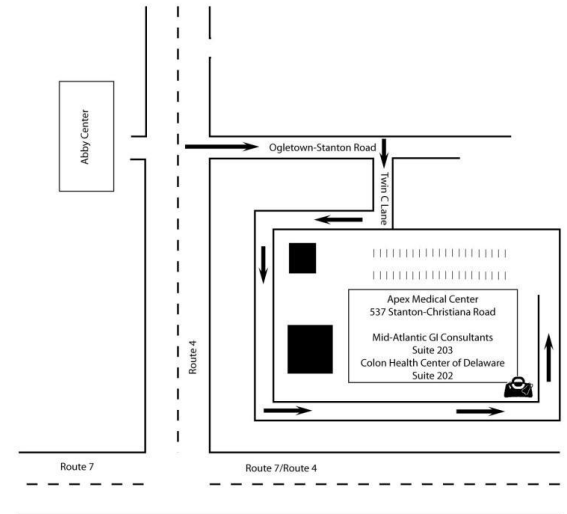 Abby Center
Ogletown-Stanton Road
Twin C Lane
Apex Medical Center
537 Stanton-Christiana Road
Mid-Atlantic GI Consultants
Suite 203
Colon Health Center of Delaware
Suite 202
Route 4
Route 7
Route 7/Route 4